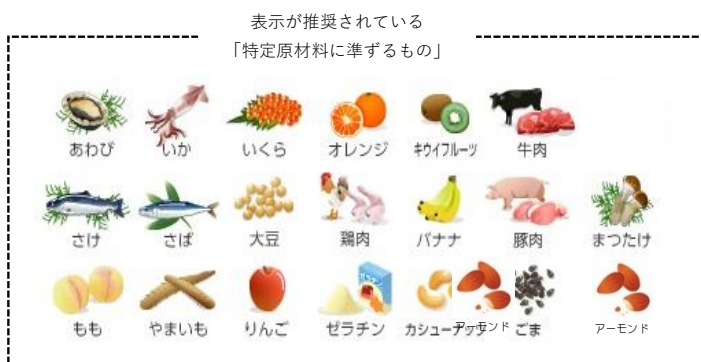 表示が推奨されている
「特定原材料に準ずるもの」
あわび いか いくら オレンジ キウイフルーツ 牛肉
さけ さば 大豆 鶏肉 バナナ 豚肉 まつたけ
もも やまいも りんご ゼラチン カシューナッツ アーモンド ごま アーモンド